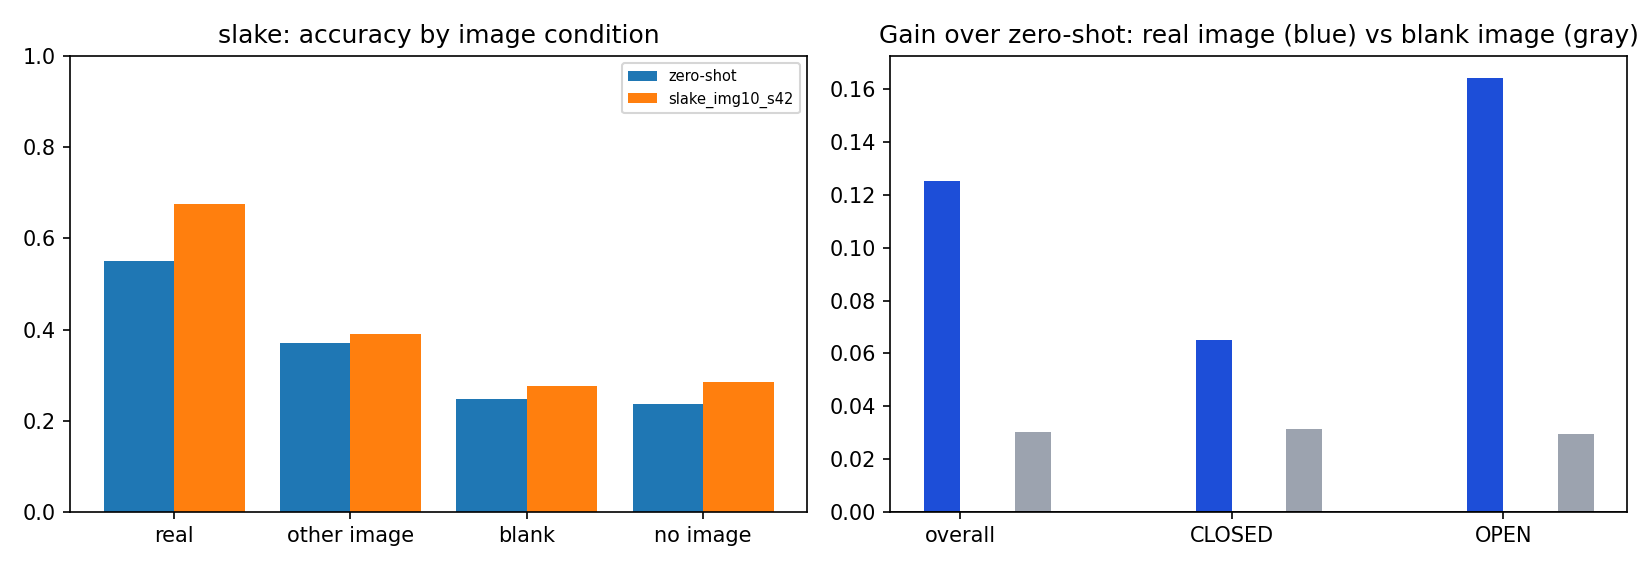 slake: accuracy by image condition
1.0
0.8
0.6
0.4
0.2
0.0
zero-shot
slake_img10_s42
real
other image
blank
no image
Gain over zero-shot: real image (blue) vs blank image (gray)
0.16
0.14
0.12
0.10
0.08
0.06
0.04
0.02
0.00
overall
CLOSED
OPEN